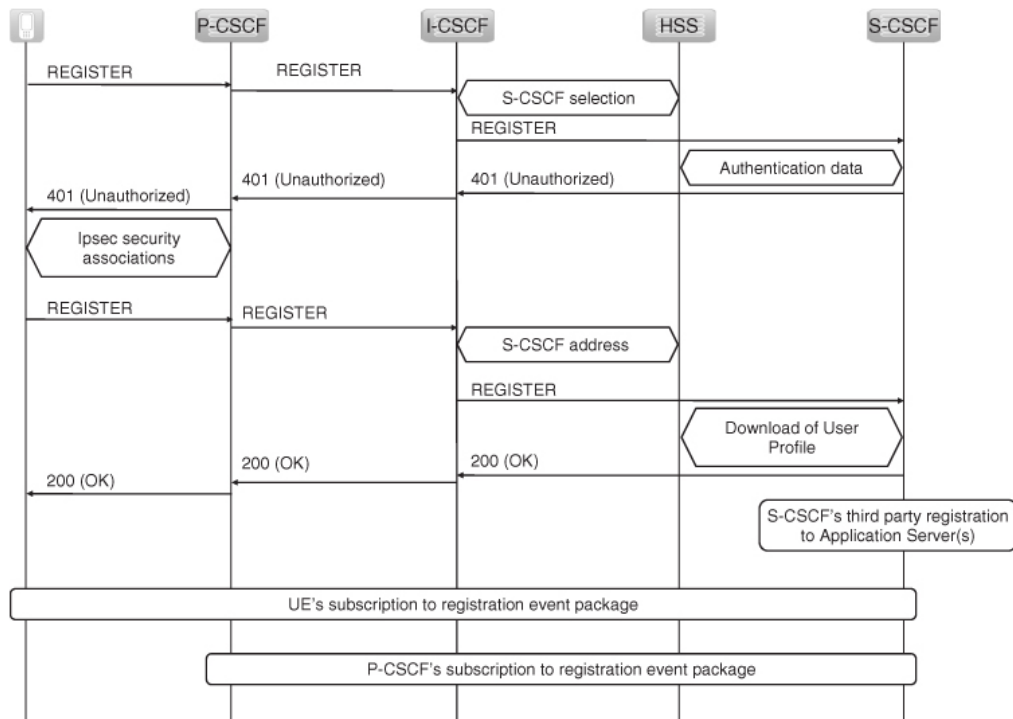 P-CSCF I-CSCF HSS S-CSCF
REGISTER REGISTER
S-CSCF selection
REGISTER
Authentication data
401 (Unauthorized) 401 (Unauthorized) 401 (Unauthorized)
Ipsec security
associations
REGISTER REGISTER
S-CSCF address
REGISTER
Download of User
Profile
200 (OK) 200 (OK) 200 (OK)
S-CSCF's third party registration
to Application Server(s)
UE's subscription to registration event package
P-CSCF's subscription to registration event package